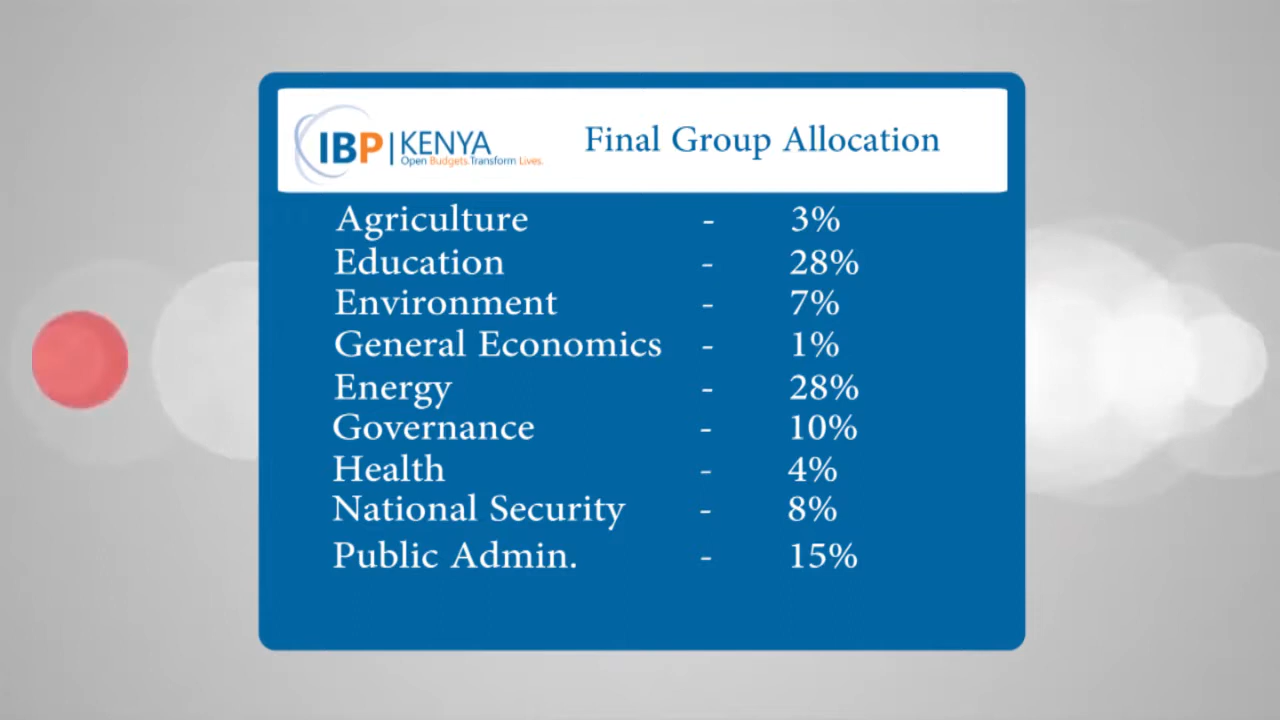 IBP | KENYA
Open Budgets Transform Lives.
Final Group Allocation
Agriculture - 3%
Education - 28%
Environment - 7%
General Economics - 1%
Energy - 28%
Governance - 10%
Health - 4%
National Security - 8%
Public Admin. - 15%